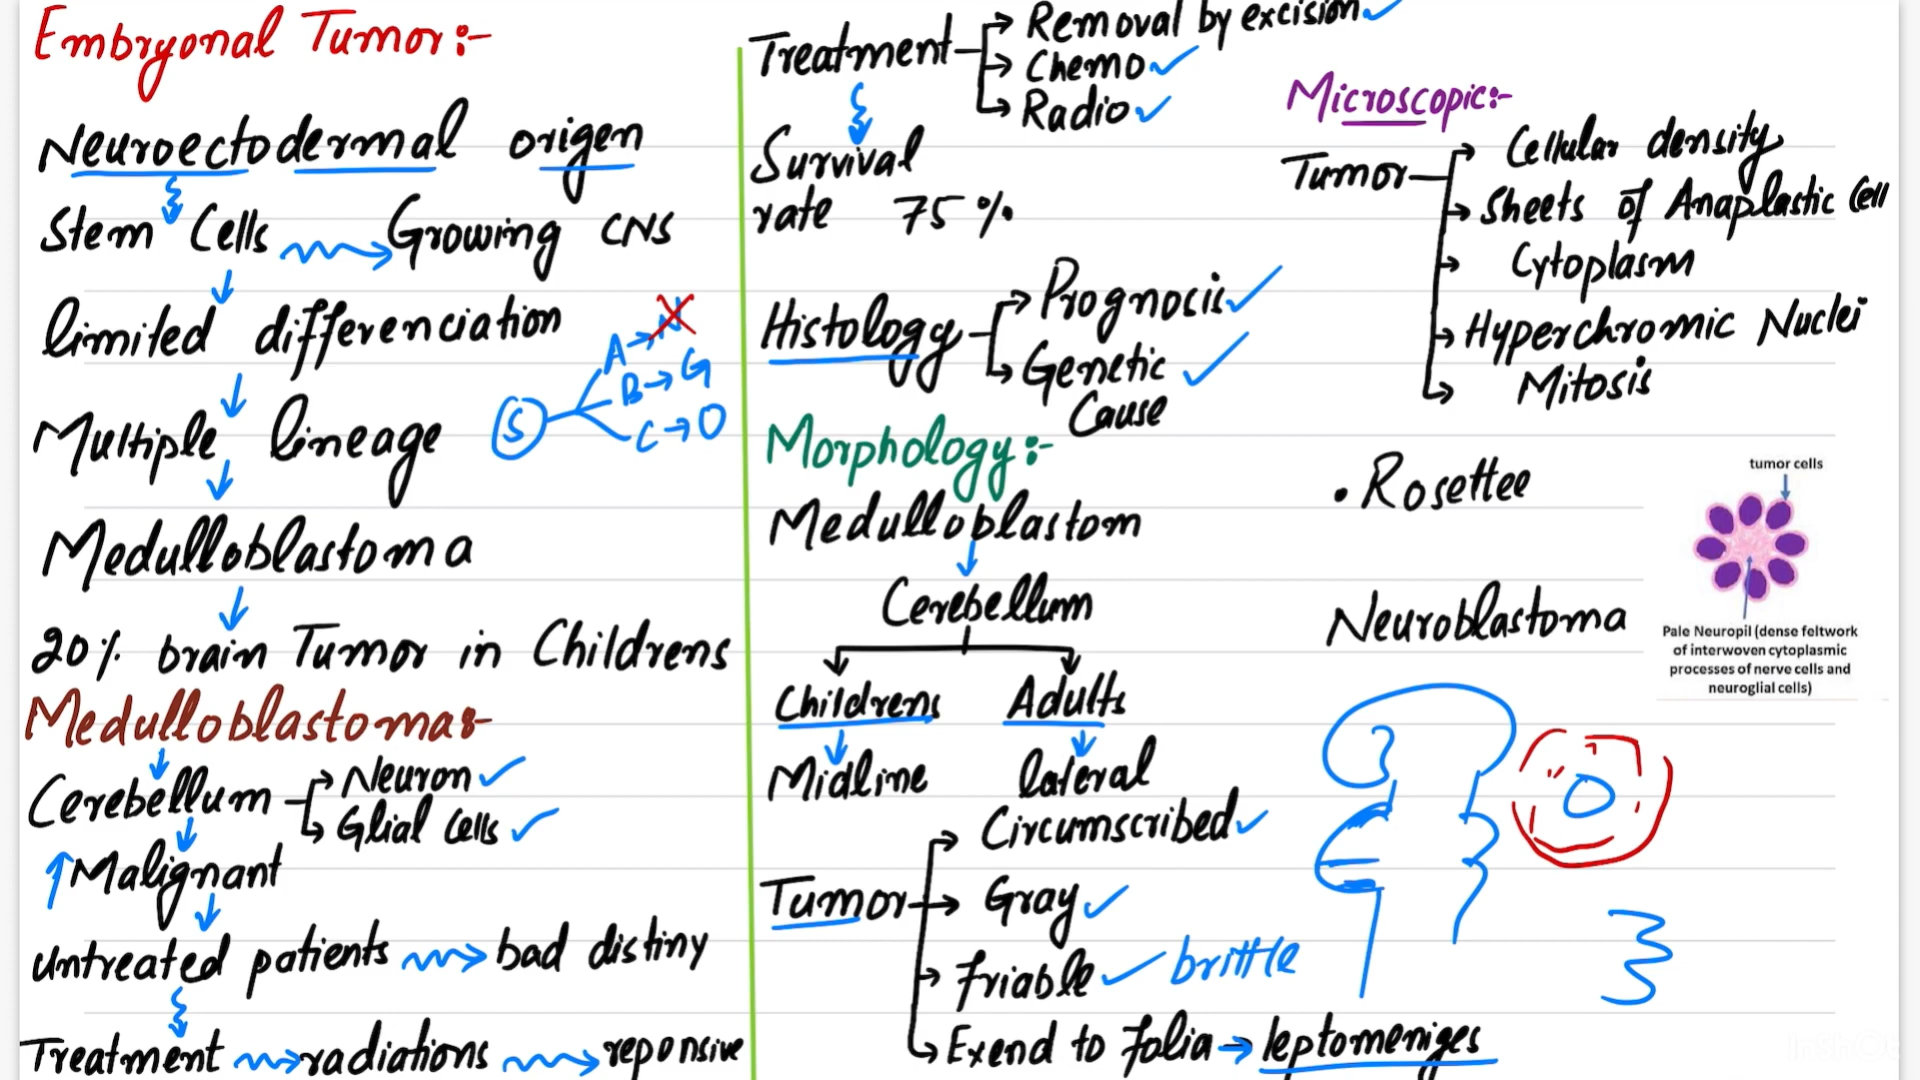 Embryonal Tumor:-
Neuroectodermal origen
Stem Cells → Growing CNS
limited differenciation
S
A → N
B → G
C → O
Multiple lineage
Medulloblastoma
20% brain Tumor in Childrens
Medulloblastoma:-
Cerebellum
Neuron ✓
Glial Cells ✓
↑ Malignant
Untreated patients → bad distiny
Treatment → radiations → reponsive
Treatment
Removal by excision ✓
Chemo ✓
Radio ✓
Survival
rate 75%
Histology
Prognocis ✓
Genetic ✓
Cause
Morphology:-
Medulloblastom
Cerebellum
Childrens Adults
Midline lateral
Tumor
Circumscribed ✓
Gray ✓
friable ✓ brittle
Exend to folia → leptomeniges
Microscopic:-
Tumor
Cellular density
Sheets of Anaplastic Cell
Cytoplasm
Hyperchromic Nuclei
Mitosis
• Rosettee
Neuroblastoma
tumor cells
Pale Neuropil (dense feltwork
of interwoven cytoplasmic
processes of nerve cells and
neuroglial cells)